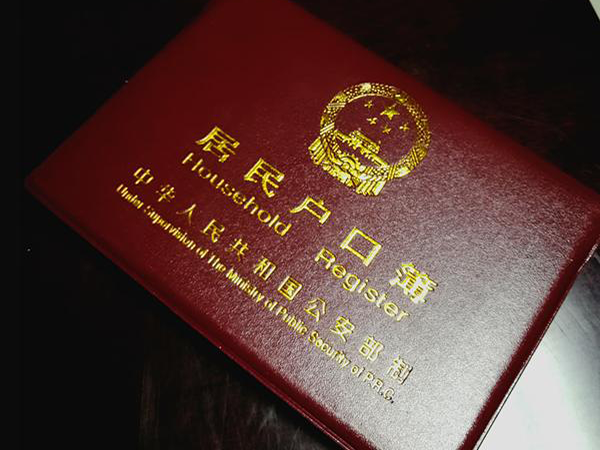 居民户口簿
Household Register
中华人民共和国公安部制
Under Supervision of The Ministry of Public Security of P.R.C.